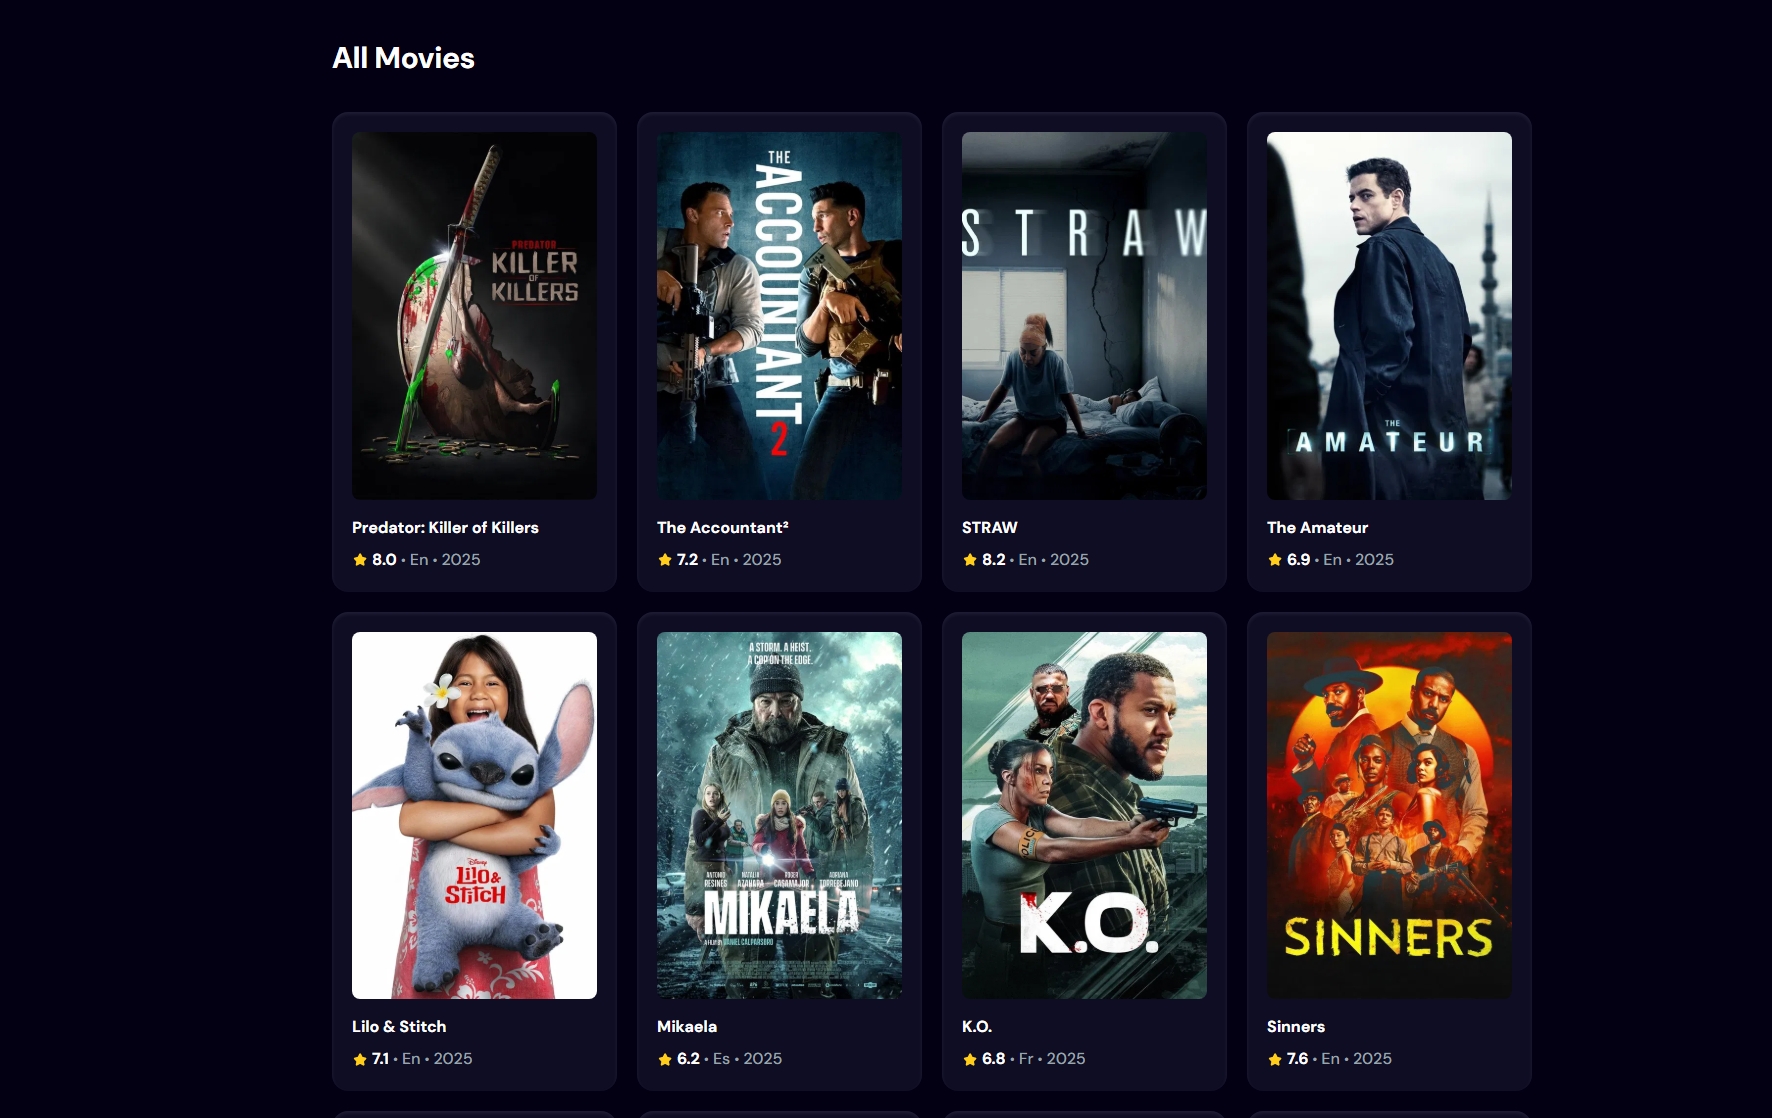 All Movies
PREDATOR
KILLER
OF
KILLERS
THE
ACCOUNTANT
2
STRAW
THE
AMATEUR
Predator: Killer of Killers
8.0 • En • 2025
The Accountant²
7.2 • En • 2025
STRAW
8.2 • En • 2025
The Amateur
6.9 • En • 2025
Disney
Lilo &
Stitch
A STORM. A HEIST.
A COP ON THE EDGE.
ANTONIO RESINES NATALIA AZAHARA ROGER CASAMAJOR ADRIANA TORREBEJANO
MIKAELA
A FILM BY DANIEL CALPARSORO
POLICE
K.O.
SINNERS
Lilo & Stitch
7.1 • En • 2025
Mikaela
6.2 • Es • 2025
K.O.
6.8 • Fr • 2025
Sinners
7.6 • En • 2025